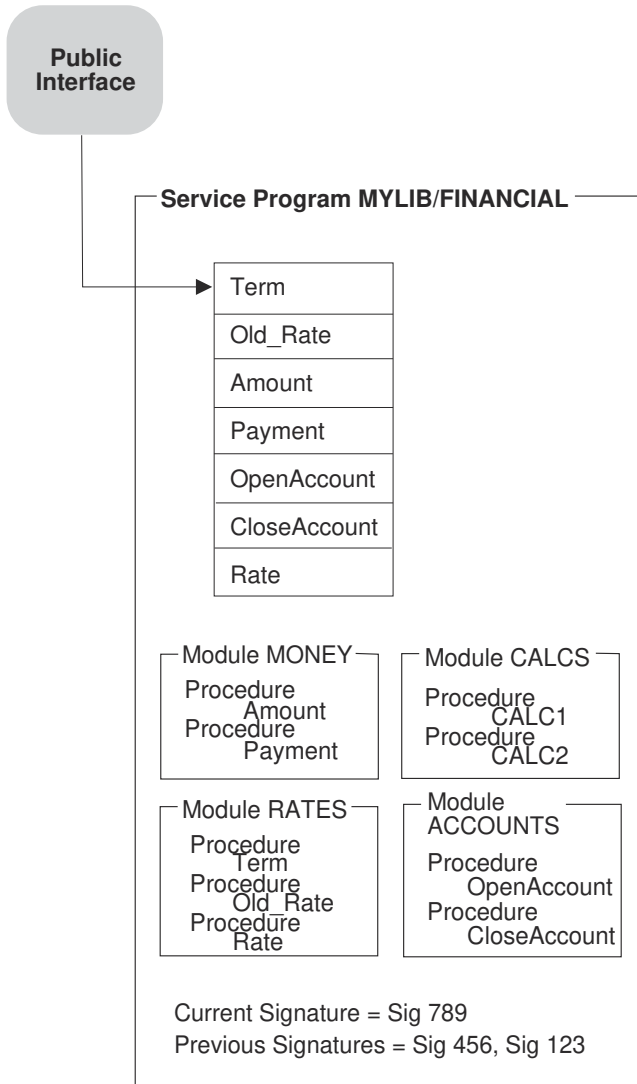 Public
Interface
Service Program MYLIB/FINANCIAL
Term
Old_Rate
Amount
Payment
OpenAccount
CloseAccount
Rate
Module MONEY
Procedure
Amount
Procedure
Payment
Module CALCS
Procedure
CALC1
Procedure
CALC2
Module RATES
Procedure
Term
Procedure
Old_Rate
Procedure
Rate
Module
ACCOUNTS
Procedure
OpenAccount
Procedure
CloseAccount
Current Signature = Sig 789
Previous Signatures = Sig 456, Sig 123